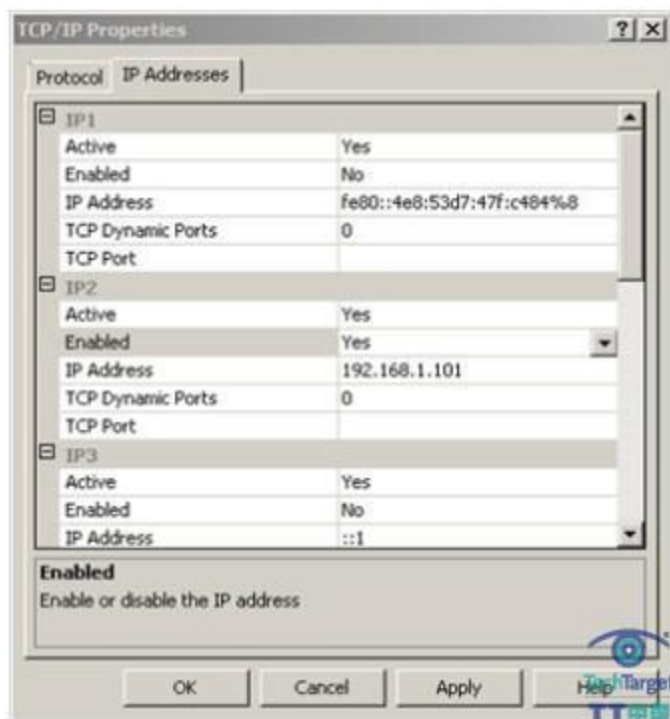 TCP/IP Properties
Protocol IP Addresses
IP1
Active Yes
Enabled No
IP Address fe80::4e8:53d7:47f:c484%8
TCP Dynamic Ports 0
TCP Port
IP2
Active Yes
Enabled Yes
IP Address 192.168.1.101
TCP Dynamic Ports 0
TCP Port
IP3
Active Yes
Enabled No
IP Address ::1
Enabled
Enable or disable the IP address
OK Cancel Apply Help
TechTarget